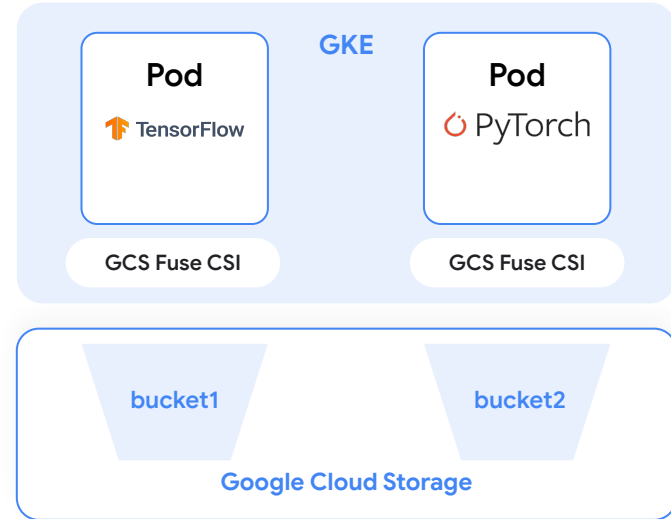 GKE
Pod
TensorFlow
GCS Fuse CSI
Pod
PyTorch
GCS Fuse CSI
bucket1
bucket2
Google Cloud Storage